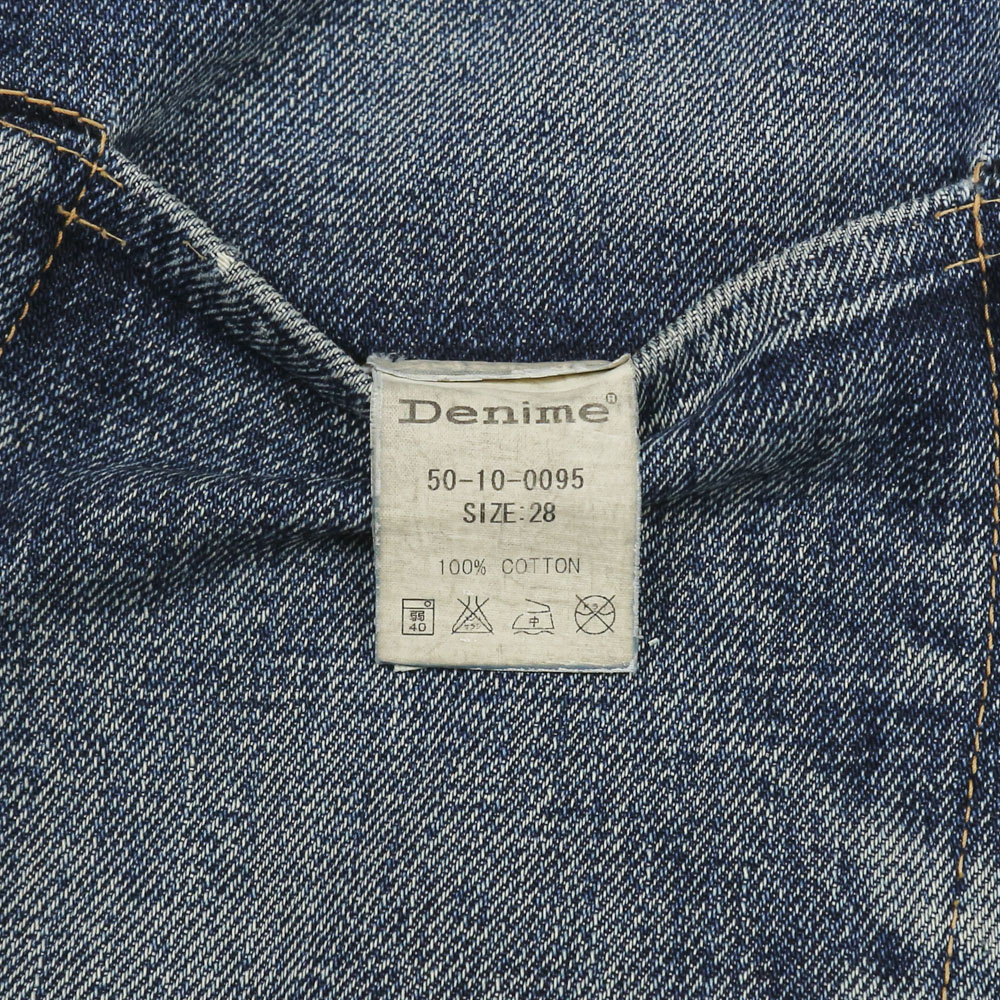 Denime®
50-10-0095
SIZE:28
100% COTTON
弱
40
中